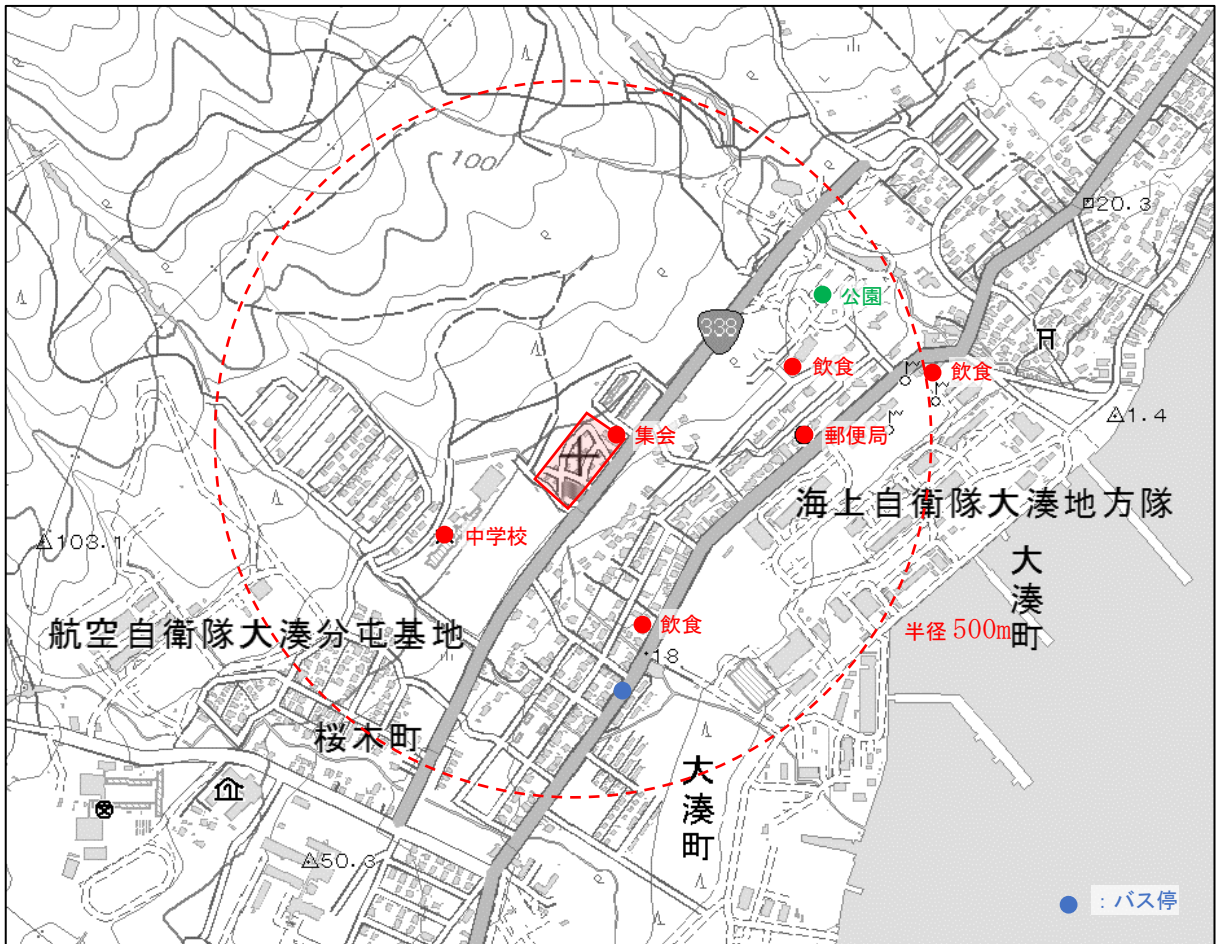 100
20.3
338
公園
飲食
飲食
1.4
集会
郵便局
海上自衛隊大湊地方隊
103.1
中学校
大湊町
飲食
半径 500m
航空自衛隊大湊分屯基地
18
桜木町
大湊町
50.3
：バス停